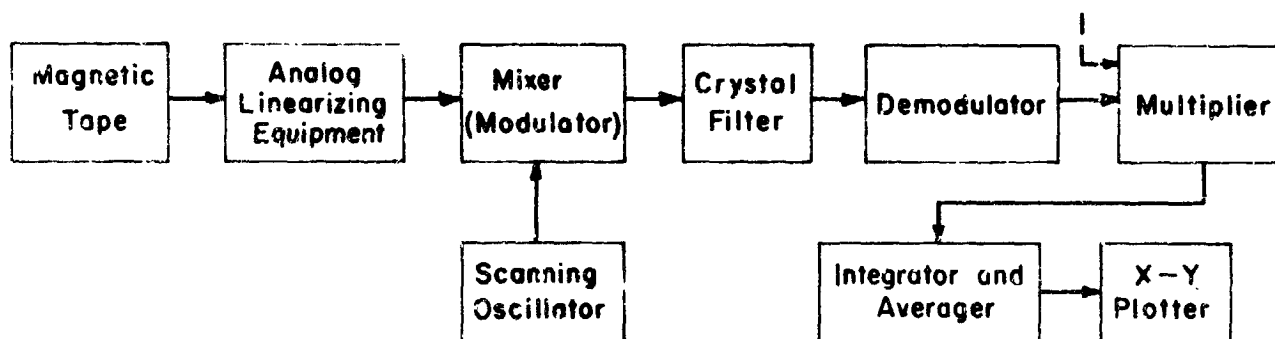 Magnetic
Tape
Analog
Linearizing
Equipment
Mixer
(Modulator)
Crystal
Filter
Demodulator
Multiplier
Scanning
Oscillator
Integrator and
Averager
X-Y
Plotter